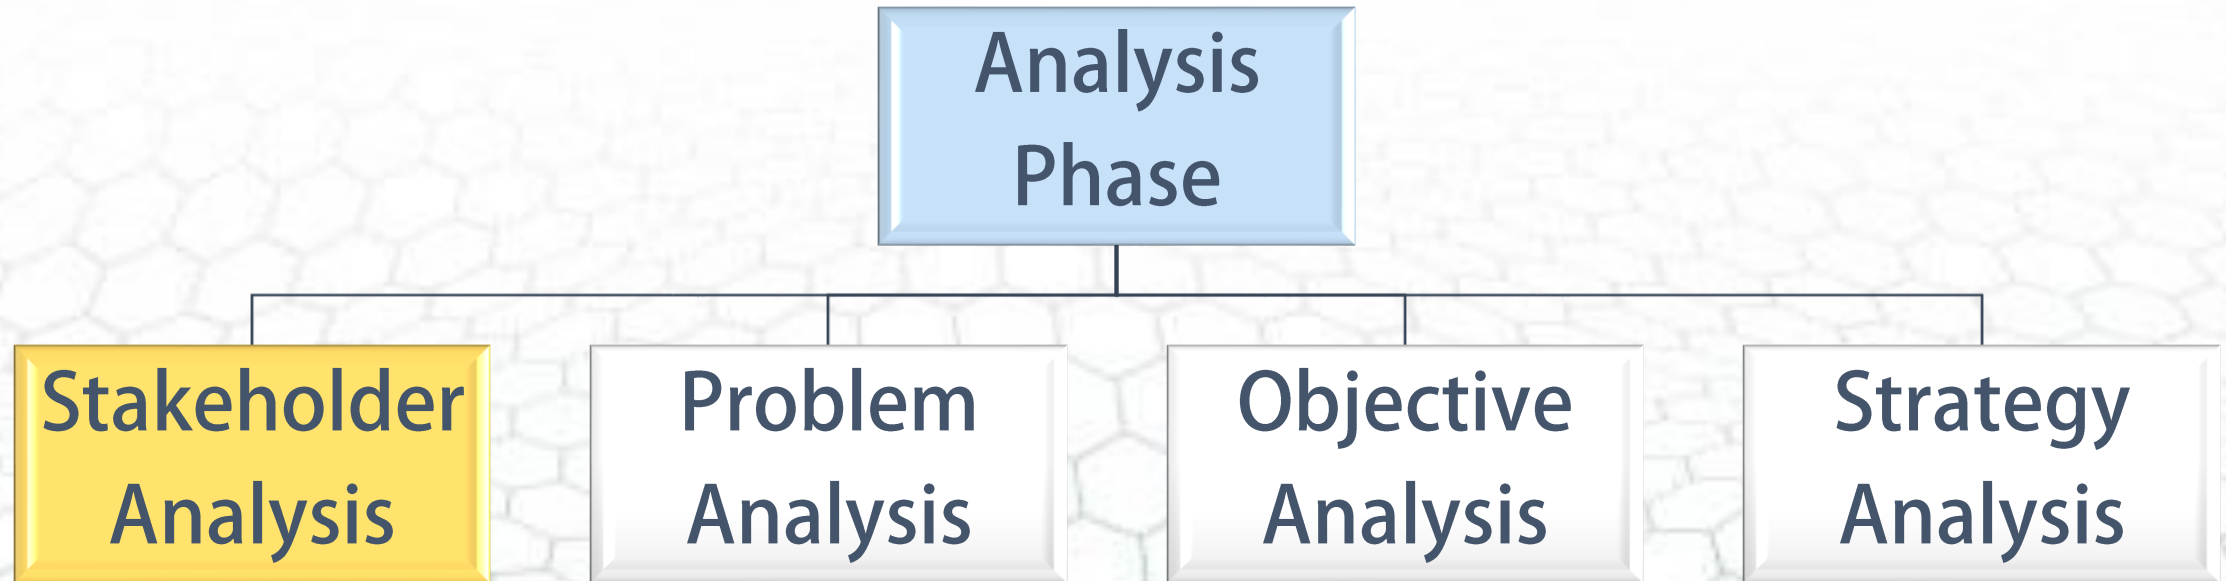 Analysis
Phase
Stakeholder
Analysis
Problem
Analysis
Objective
Analysis
Strategy
Analysis